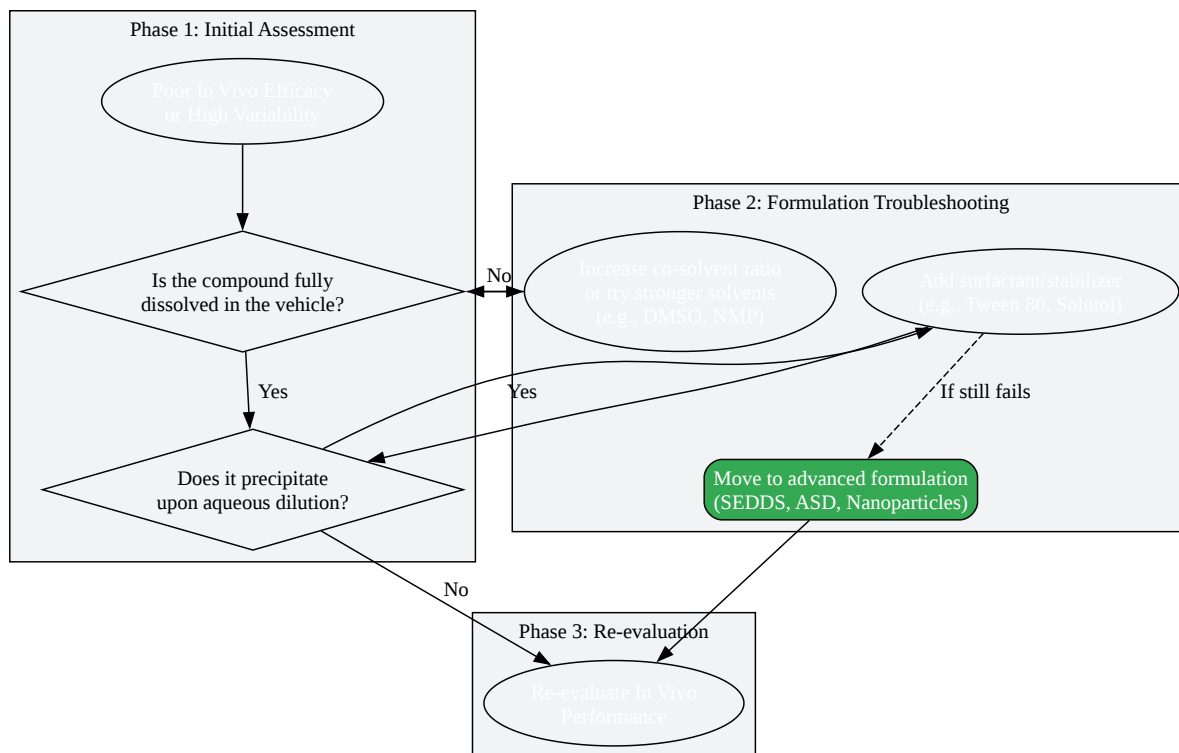 Phase 1: Initial Assessment
Poor In Vivo Efficacy
or High Variability
Is the compound fully
dissolved in the vehicle?
Yes
Does it precipitate
upon aqueous dilution?
No
Phase 2: Formulation Troubleshooting
No
Increase co-solvent ratio
or try stronger solvents
(e.g., DMSO, NMP)
Add surfactant/stabilizer
(e.g., Tween 80, Solutol)
Yes
If still fails
Move to advanced formulation
(SEDDS, ASD, Nanoparticles)
Phase 3: Re-evaluation
Re-evaluate In Vivo
Performance